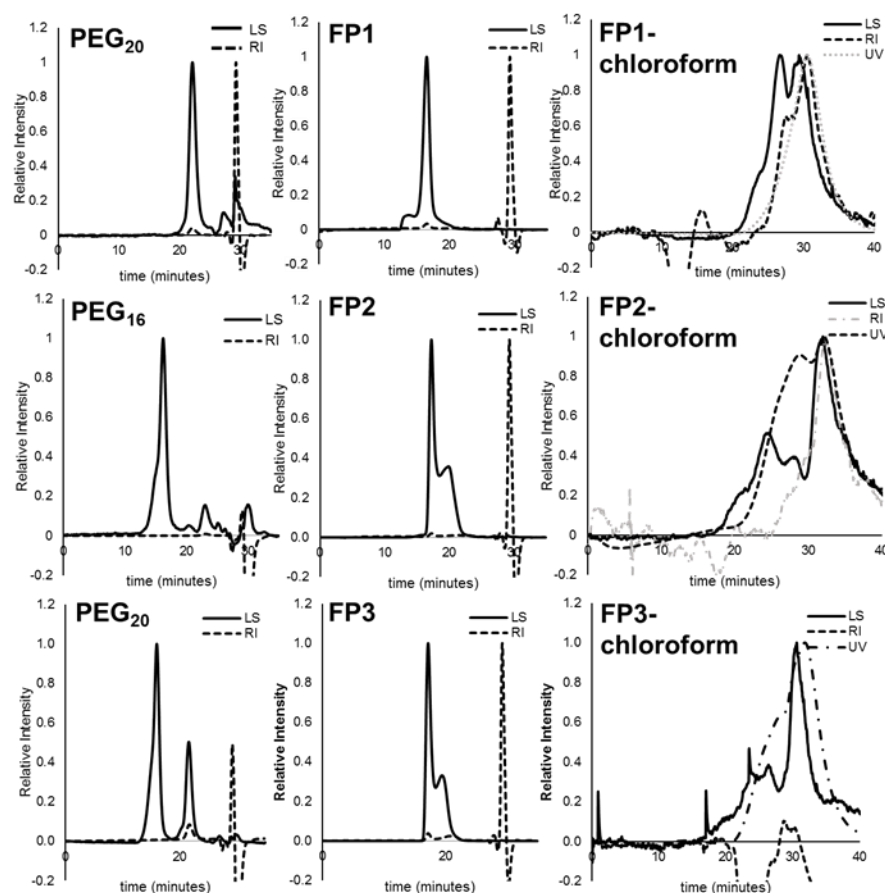 PEG20
LS
RI
Relative Intensity
1.2
1
0.8
0.6
0.4
0.2
0
-0.2
0
10
20
30
time (minutes)
FP1
LS
RI
Relative Intensity
1.2
1
0.8
0.6
0.4
0.2
0
-0.2
0
20
30
time (minutes)
FP1-
chloroform
LS
RI
UV
Relative Intensity
1.2
1
0.8
0.6
0.4
0.2
0
-0.2
0
10
20
30
40
time (minutes)
PEG16
LS
RI
Relative Intensity
1.2
1
0.8
0.6
0.4
0.2
0
-0.2
0
10
20
30
time (minutes)
FP2
LS
RI
Relative Intensity
1.2
1
0.8
0.6
0.4
0.2
0
-0.2
0
10
20
30
time (minutes)
FP2-
chloroform
LS
RI
UV
Relative Intensity
1.2
1
0.8
0.6
0.4
0.2
0
-0.2
0
10
20
30
40
time (minutes)
PEG20
LS
RI
Relative Intensity
1.2
1
0.8
0.6
0.4
0.2
0
-0.2
0
20
time (minutes)
FP3
LS
RI
Relative Intensity
1.2
1
0.8
0.6
0.4
0.2
0
-0.2
0
20
time (minutes)
FP3-
chloroform
LS
RI
UV
Relative Intensity
1.2
1
0.8
0.6
0.4
0.2
0
-0.2
0
10
20
30
40
time (minutes)